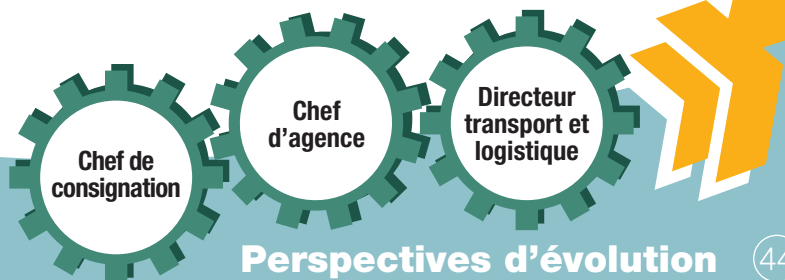 Chef de
consignation
Chef
d'agence
Directeur
transport et
logistique
Perspectives d'évolution
44